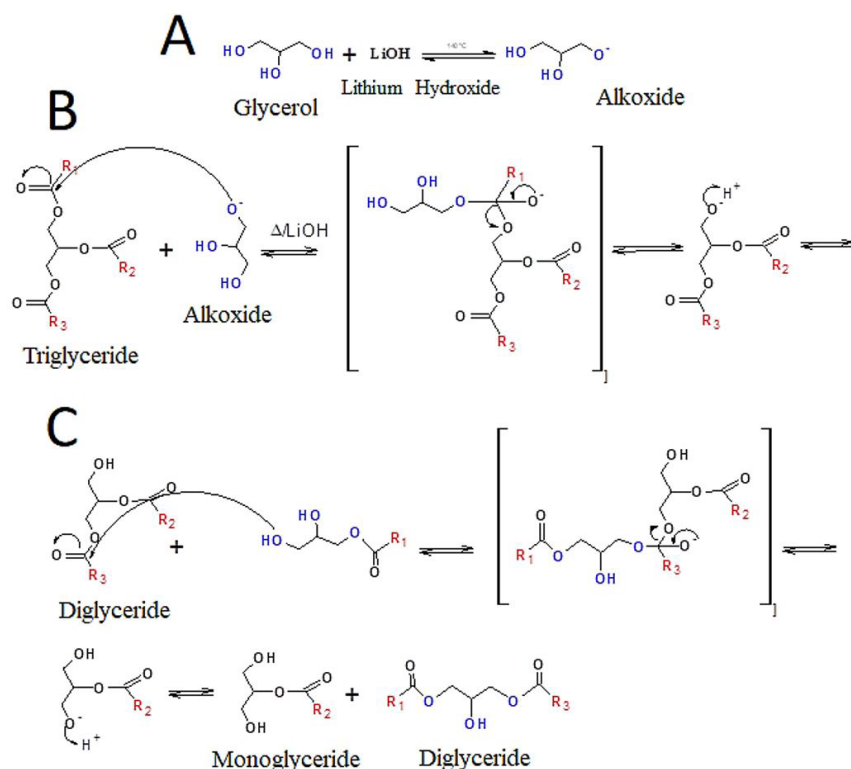 A
HO OH + LiOH 140°C HO O-
OH OH
Lithium Hydroxide
Glycerol Alkoxide
B
R1
O
O
O
O
R2
O
O
R3
Triglyceride
+
O-
HO
HO
Alkoxide
Δ/LiOH
OH
HO
O
R1
O-
O
O
O
R2
O
O
R3
H+
O-
O
O
R2
O
O
R3
C
OH
O
O
R2
O
O
R3
Diglyceride
+
HO
HO
O
R1
O
OH
O
O
R2
O
O
R1
O
O
O-
R3
OH
OH
O
O
R2
O-
H+
OH
O
O
R2
HO
Monoglyceride
+
O
R1
O
OH
O
O
R3
Diglyceride